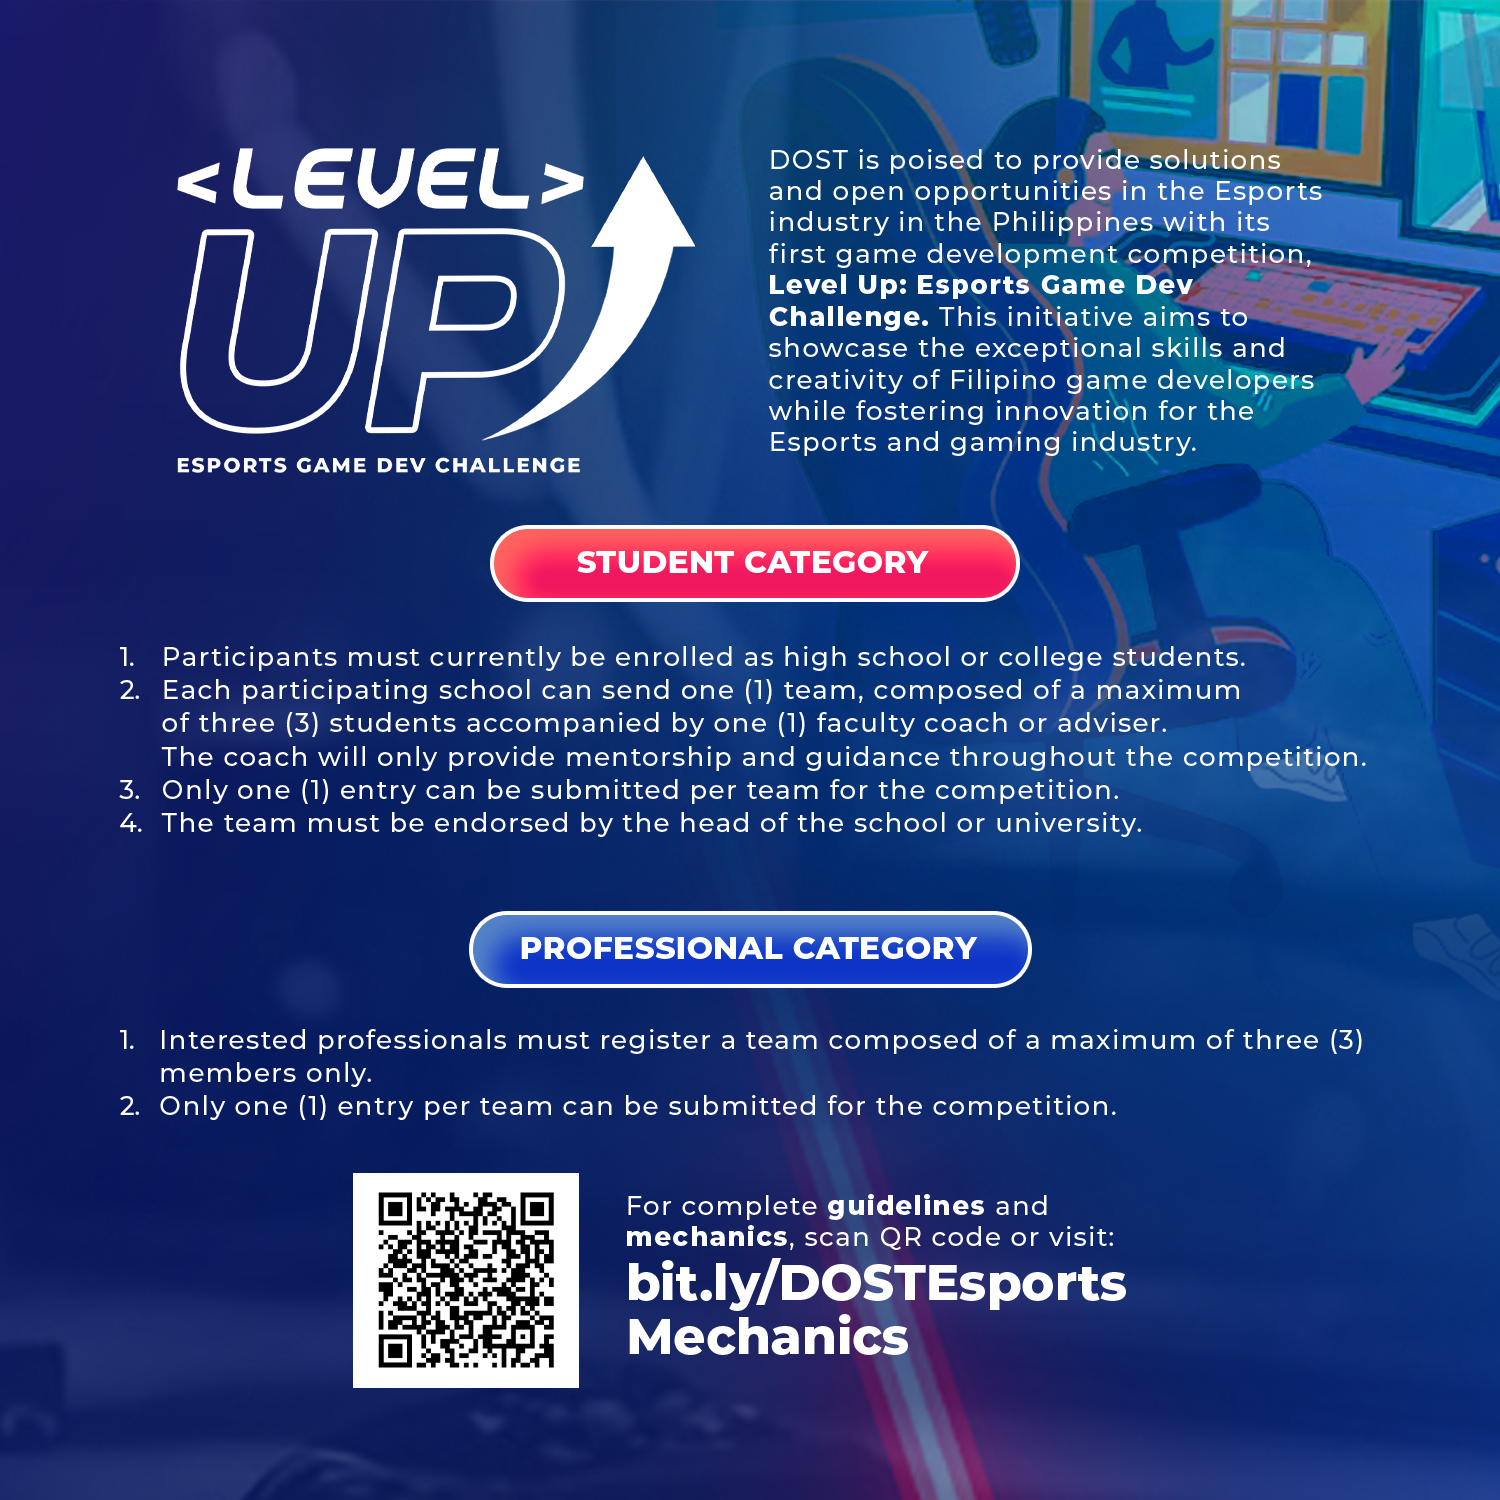 <LEVEL>
UP
ESPORTS GAME DEV CHALLENGE
DOST is poised to provide solutions
and open opportunities in the Esports
industry in the Philippines with its
first game development competition,
Level Up: Esports Game Dev
Challenge. This initiative aims to
showcase the exceptional skills and
creativity of Filipino game developers
while fostering innovation for the
Esports and gaming industry.
STUDENT CATEGORY
1. Participants must currently be enrolled as high school or college students.
2. Each participating school can send one (1) team, composed of a maximum
of three (3) students accompanied by one (1) faculty coach or adviser.
The coach will only provide mentorship and guidance throughout the competition.
3. Only one (1) entry can be submitted per team for the competition.
4. The team must be endorsed by the head of the school or university.
PROFESSIONAL CATEGORY
1. Interested professionals must register a team composed of a maximum of three (3)
members only.
2. Only one (1) entry per team can be submitted for the competition.
For complete guidelines and
mechanics, scan QR code or visit:
bit.ly/DOSTEsports
Mechanics